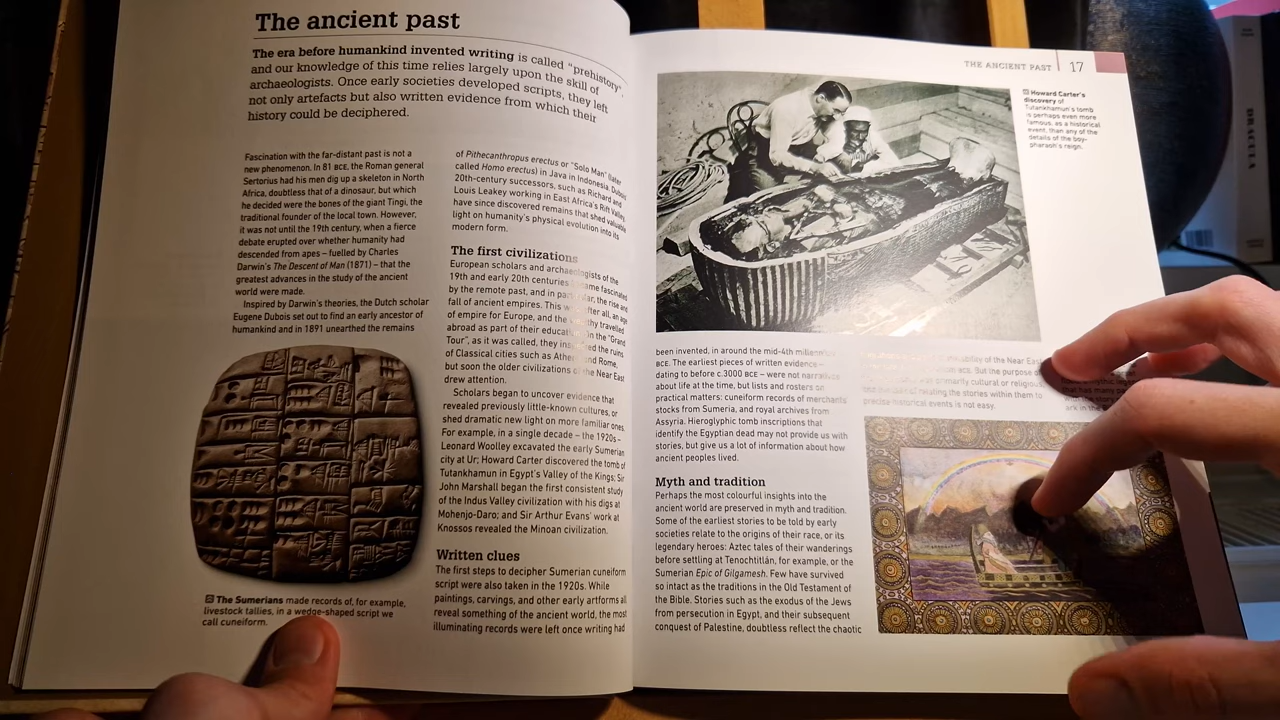 The ancient past
The era before humankind invented writing is called "prehistory",
and our knowledge of this time relies largely upon the skill of
archaeologists. Once early societies developed scripts, they left
not only artefacts but also written evidence from which their
history could be deciphered.
Fascination with the far-distant past is not a
new phenomenon. In 81 BCE, the Roman general
Sertorius had his men dig up a skeleton in North
Africa, doubtless that of a dinosaur, but which
he decided were the bones of the giant Tingi, the
traditional founder of the local town. However,
it was not until the 19th century, when a fierce
debate erupted over whether humanity had
descended from apes – fuelled by Charles
Darwin's The Descent of Man (1871) – that the
greatest advances in the study of the ancient
world were made.
Inspired by Darwin's theories, the Dutch scholar
Eugene Dubois set out to find an early ancestor of
humankind and in 1891 unearthed the remains
The Sumerians made records of, for example,
livestock tallies, in a wedge-shaped script we
call cuneiform.
of Pithecanthropus erectus or "Solo Man" (later
called Homo erectus) in Java in Indonesia. Dubois'
20th-century successors, such as Richard and
Louis Leakey working in East Africa's Rift Valley,
have since discovered remains that shed valuable
light on humanity's physical evolution into its
modern form.
The first civilizations
European scholars and archaeologists of the
19th and early 20th centuries became fascinated
by the remote past, and in particular, the rise and
fall of ancient empires. This was, after all, an age
of empire for Europe, and the wealthy travelled
abroad as part of their education in the "Grand
Tour", as it was called, they inspected the ruins
of Classical cities such as Athens and Rome,
but soon the older civilizations of the Near East
drew attention.
Scholars began to uncover evidence that
revealed previously little-known cultures, or
shed dramatic new light on more familiar ones.
For example, in a single decade – the 1920s –
Leonard Woolley excavated the early Sumerian
city at Ur; Howard Carter discovered the tomb of
Tutankhamun in Egypt's Valley of the Kings; Sir
John Marshall began the first consistent study
of the Indus Valley civilization with his digs at
Mohenjo-Daro; and Sir Arthur Evans' work at
Knossos revealed the Minoan civilization.
Written clues
The first steps to decipher Sumerian cuneiform
script were also taken in the 1920s. While
paintings, carvings, and other early artforms all
reveal something of the ancient world, the most
illuminating records were left once writing had
THE ANCIENT PAST 17
Howard Carter's
discovery of
Tutankhamun's tomb
is perhaps even more
famous, as a historical
event, than any of the
details of the boy-
pharaoh's reign.
been invented, in around the mid-4th millennium
BCE. The earliest pieces of written evidence –
dating to before c.3000 BCE – were not narratives
about life at the time, but lists and rosters on
practical matters: cuneiform records of merchants'
stocks from Sumeria, and royal archives from
Assyria. Hieroglyphic tomb inscriptions that
identify the Egyptian dead may not provide us with
stories, but give us a lot of information about how
ancient peoples lived.
Myth and tradition
Perhaps the most colourful insights into the
ancient world are preserved in myth and tradition.
Some of the earliest stories to be told by early
societies relate to the origins of their race, or its
legendary heroes: Aztec tales of their wanderings
before settling at Tenochtitlán, for example, or the
Sumerian Epic of Gilgamesh. Few have survived
so intact as the traditions in the Old Testament of
the Bible. Stories such as the exodus of the Jews
from persecution in Egypt, and their subsequent
conquest of Palestine, doubtless reflect the chaotic
of the Near East
But the purpose of
primarily cultural or religious,
of relating the stories within them to
precise historical events is not easy.
that has many
ark in the